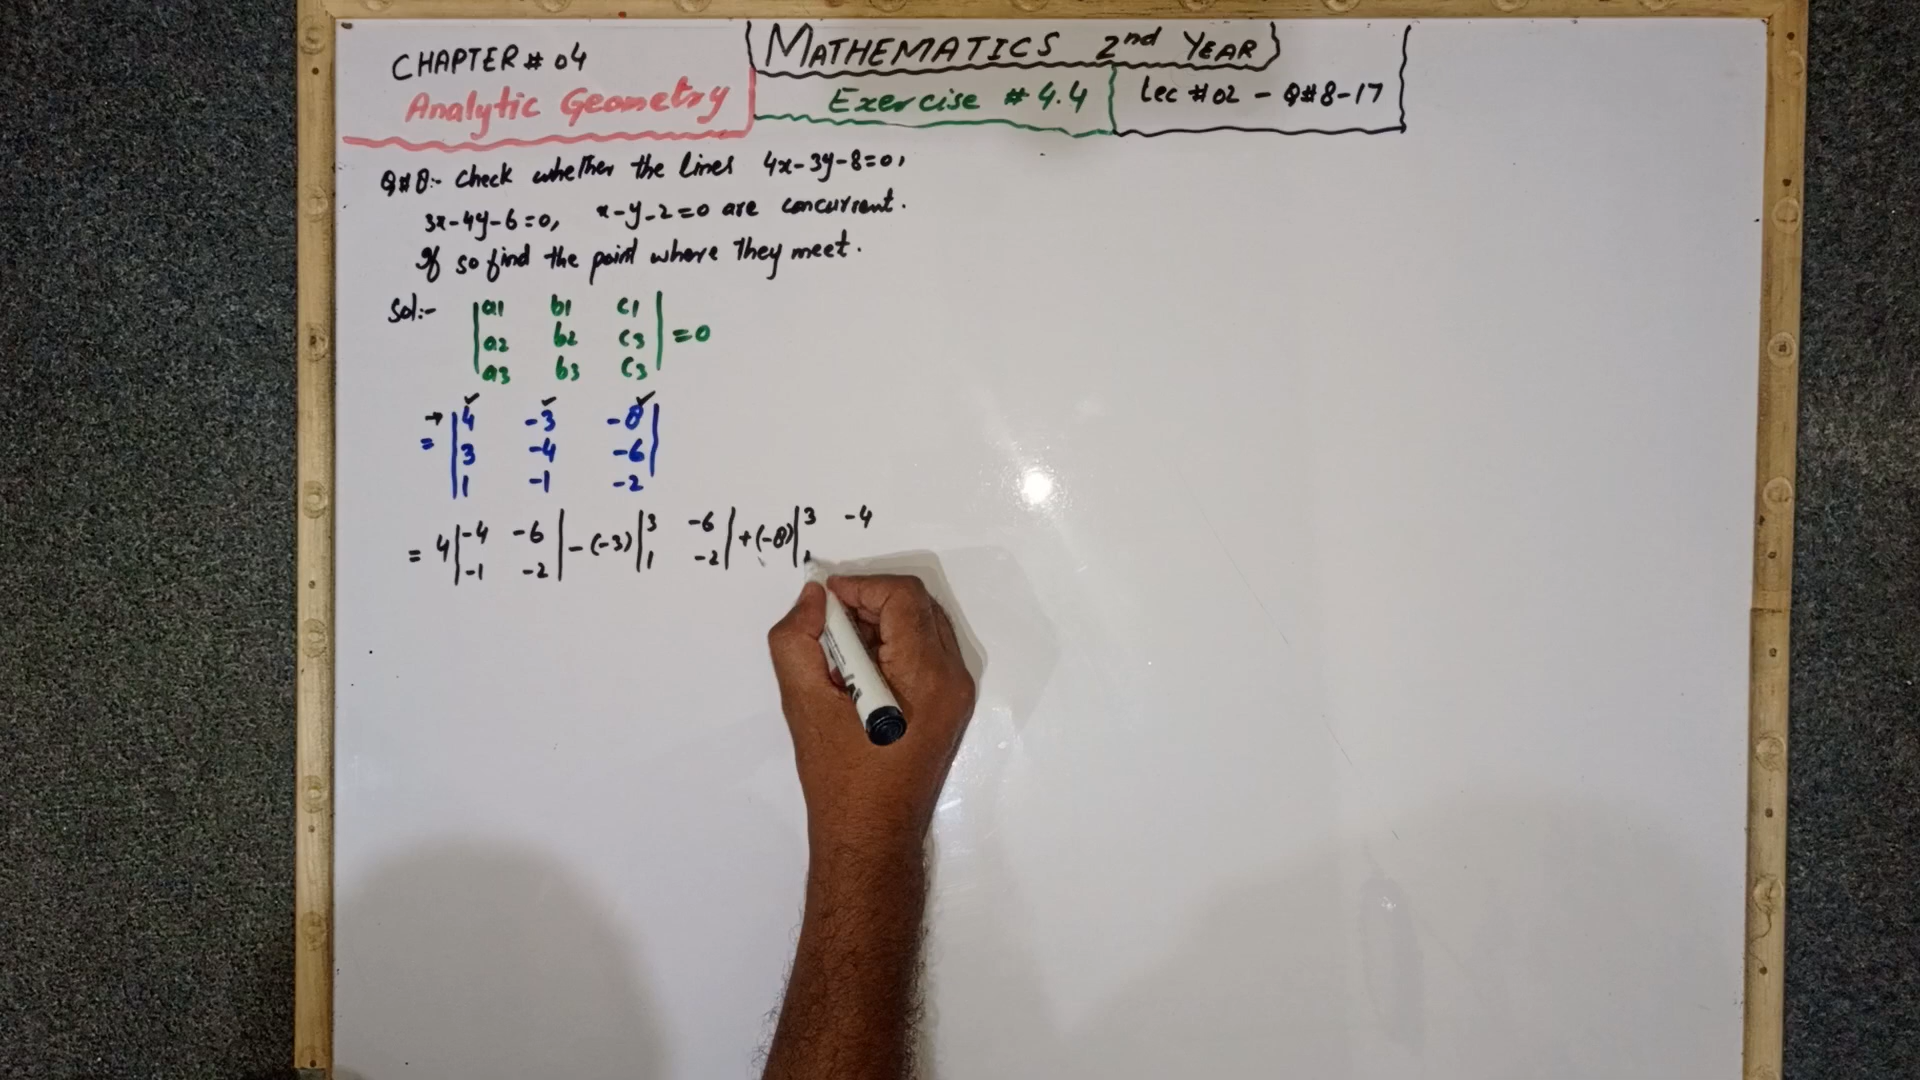 CHAPTER # 04
Analytic Geometry
MATHEMATICS 2nd YEAR
Exercise # 4.4
Lec # 02 - Q#8-17
Q#8:- Check whether the lines 4x-3y-8=0,
3x-4y-6=0, x-y-2=0 are concurrent.
If so find the point where they meet.
Sol:- |a1 b1 c1|
|a2 b2 c3| =0
|a3 b3 c3|
→ |4 -3 -8|
= |3 -4 -6|
|1 -1 -2|
= 4 |-4 -6| -(-3) |3 -6| +(-8) |3 -4
|-1 -2| |1 -2| |1